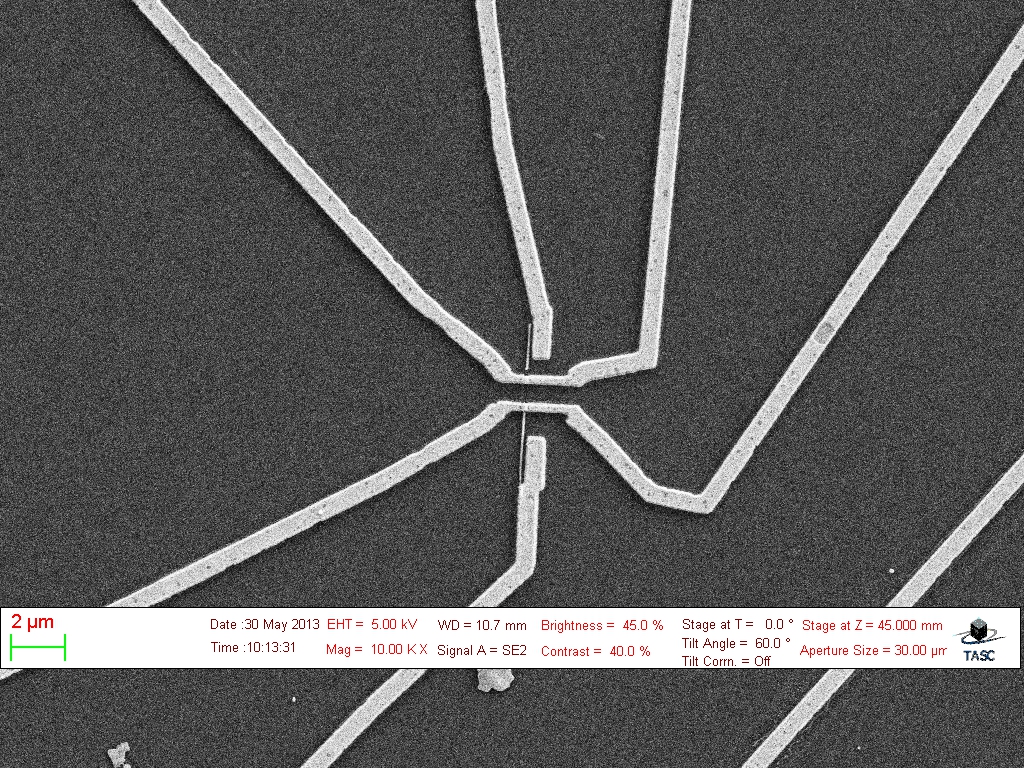 2 µm
Date :30 May 2013 EHT = 5.00 kV WD = 10.7 mm Brightness = 45.0 % Stage at T = 0.0 ° Stage at Z = 45.000 mm
Time :10:13:31 Mag = 10.00 K X Signal A = SE2 Contrast = 40.0 % Tilt Angle = 60.0 ° Aperture Size = 30.00 µm
Tilt Corrn. = Off
TASC